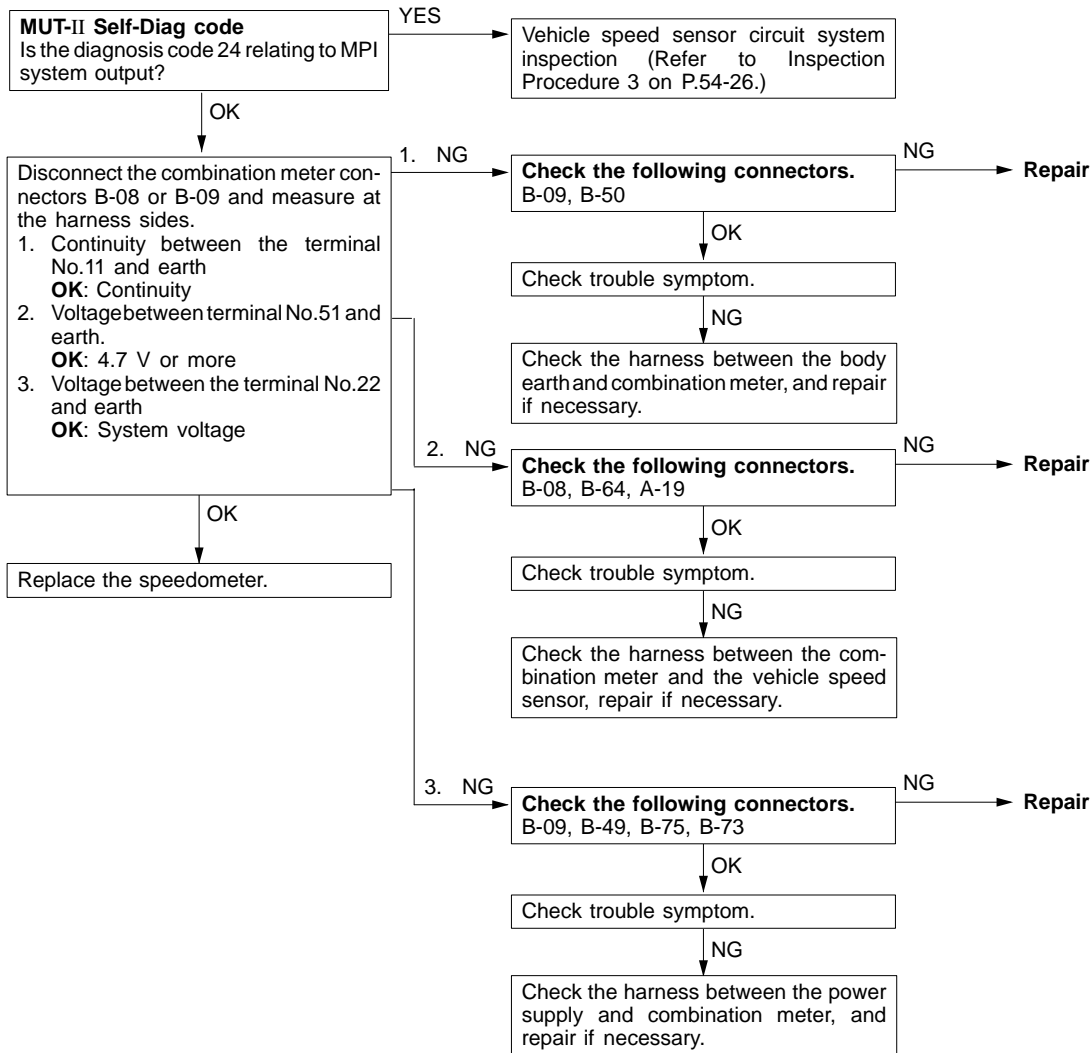 MUT-II Self-Diag code
Is the diagnosis code 24 relating to MPI
system output?
YES
Vehicle speed sensor circuit system
inspection (Refer to Inspection
Procedure 3 on P.54-26.)
OK
Disconnect the combination meter con-
nectors B-08 or B-09 and measure at
the harness sides.
1. Continuity between the terminal
No.11 and earth
OK: Continuity
2. Voltage between terminal No.51 and
earth.
OK: 4.7 V or more
3. Voltage between the terminal No.22
and earth
OK: System voltage
OK
Replace the speedometer.
1. NG
Check the following connectors.
B-09, B-50
NG
Repair
OK
Check trouble symptom.
NG
Check the harness between the body
earth and combination meter, and repair
if necessary.
2. NG
Check the following connectors.
B-08, B-64, A-19
NG
Repair
OK
Check trouble symptom.
NG
Check the harness between the com-
bination meter and the vehicle speed
sensor, repair if necessary.
3. NG
Check the following connectors.
B-09, B-49, B-75, B-73
NG
Repair
OK
Check trouble symptom.
NG
Check the harness between the power
supply and combination meter, and
repair if necessary.